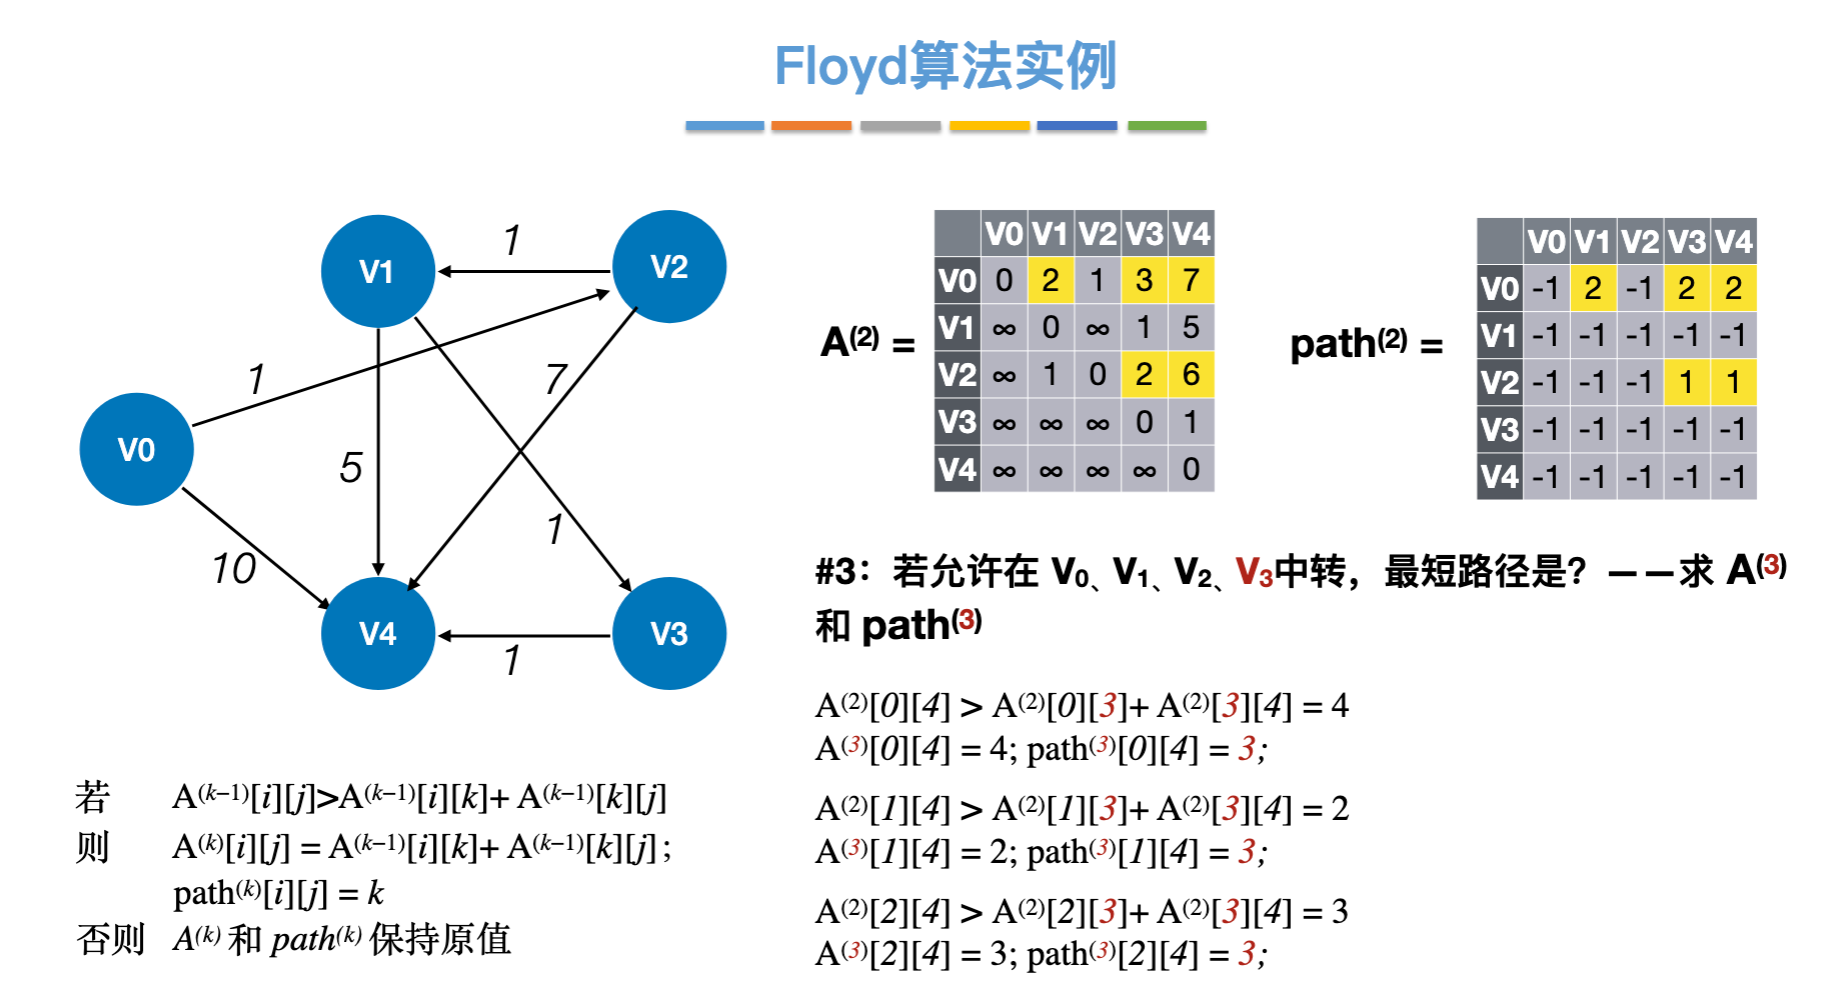 Floyd算法实例
V1
V2
V0
V4
V3
1
1
7
5
1
10
1
A(2) =
V0 V1 V2 V3 V4
V0 0 2 1 3 7
V1 ∞ 0 ∞ 1 5
V2 ∞ 1 0 2 6
V3 ∞ ∞ ∞ 0 1
V4 ∞ ∞ ∞ ∞ 0
path(2) =
V0 V1 V2 V3 V4
V0 -1 2 -1 2 2
V1 -1 -1 -1 -1 -1
V2 -1 -1 -1 1 1
V3 -1 -1 -1 -1 -1
V4 -1 -1 -1 -1 -1
#3：若允许在 V0、V1、V2、V3中转，最短路径是？——求 A(3)
和 path(3)
A(2)[0][4] > A(2)[0][3]+ A(2)[3][4] = 4
A(3)[0][4] = 4; path(3)[0][4] = 3;
A(2)[1][4] > A(2)[1][3]+ A(2)[3][4] = 2
A(3)[1][4] = 2; path(3)[1][4] = 3;
A(2)[2][4] > A(2)[2][3]+ A(2)[3][4] = 3
A(3)[2][4] = 3; path(3)[2][4] = 3;
若 A(k−1)[i][j]>A(k−1)[i][k]+ A(k−1)[k][j]
则 A(k)[i][j] = A(k−1)[i][k]+ A(k−1)[k][j] ;
path(k)[i][j] = k
否则 A(k) 和 path(k) 保持原值